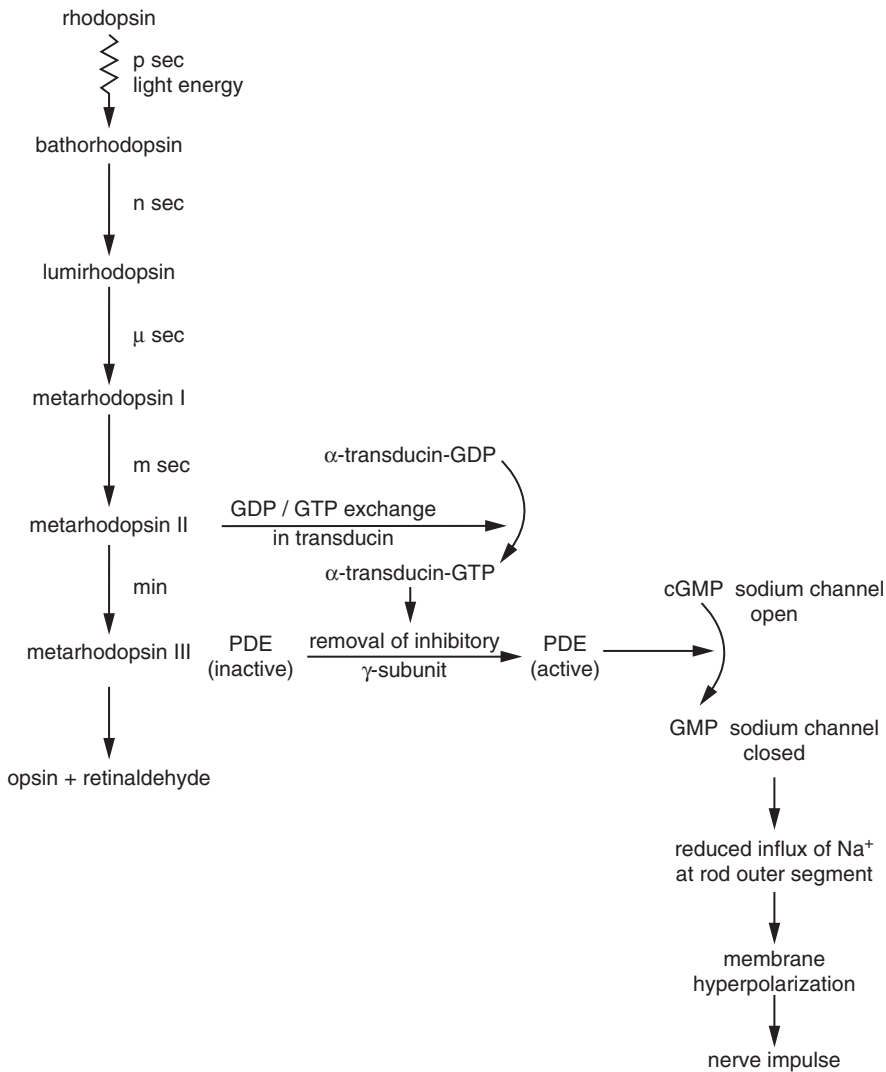 rhodopsin
p sec
light energy
bathorhodopsin
n sec
lumirhodopsin
μ sec
metarhodopsin I
m sec
metarhodopsin II
min
metarhodopsin III
opsin + retinaldehyde
α-transducin-GDP
GDP / GTP exchange
in transducin
α-transducin-GTP
PDE
(inactive)
removal of inhibitory
γ-subunit
PDE
(active)
cGMP sodium channel
open
GMP sodium channel
closed
reduced influx of Na⁺
at rod outer segment
membrane
hyperpolarization
nerve impulse